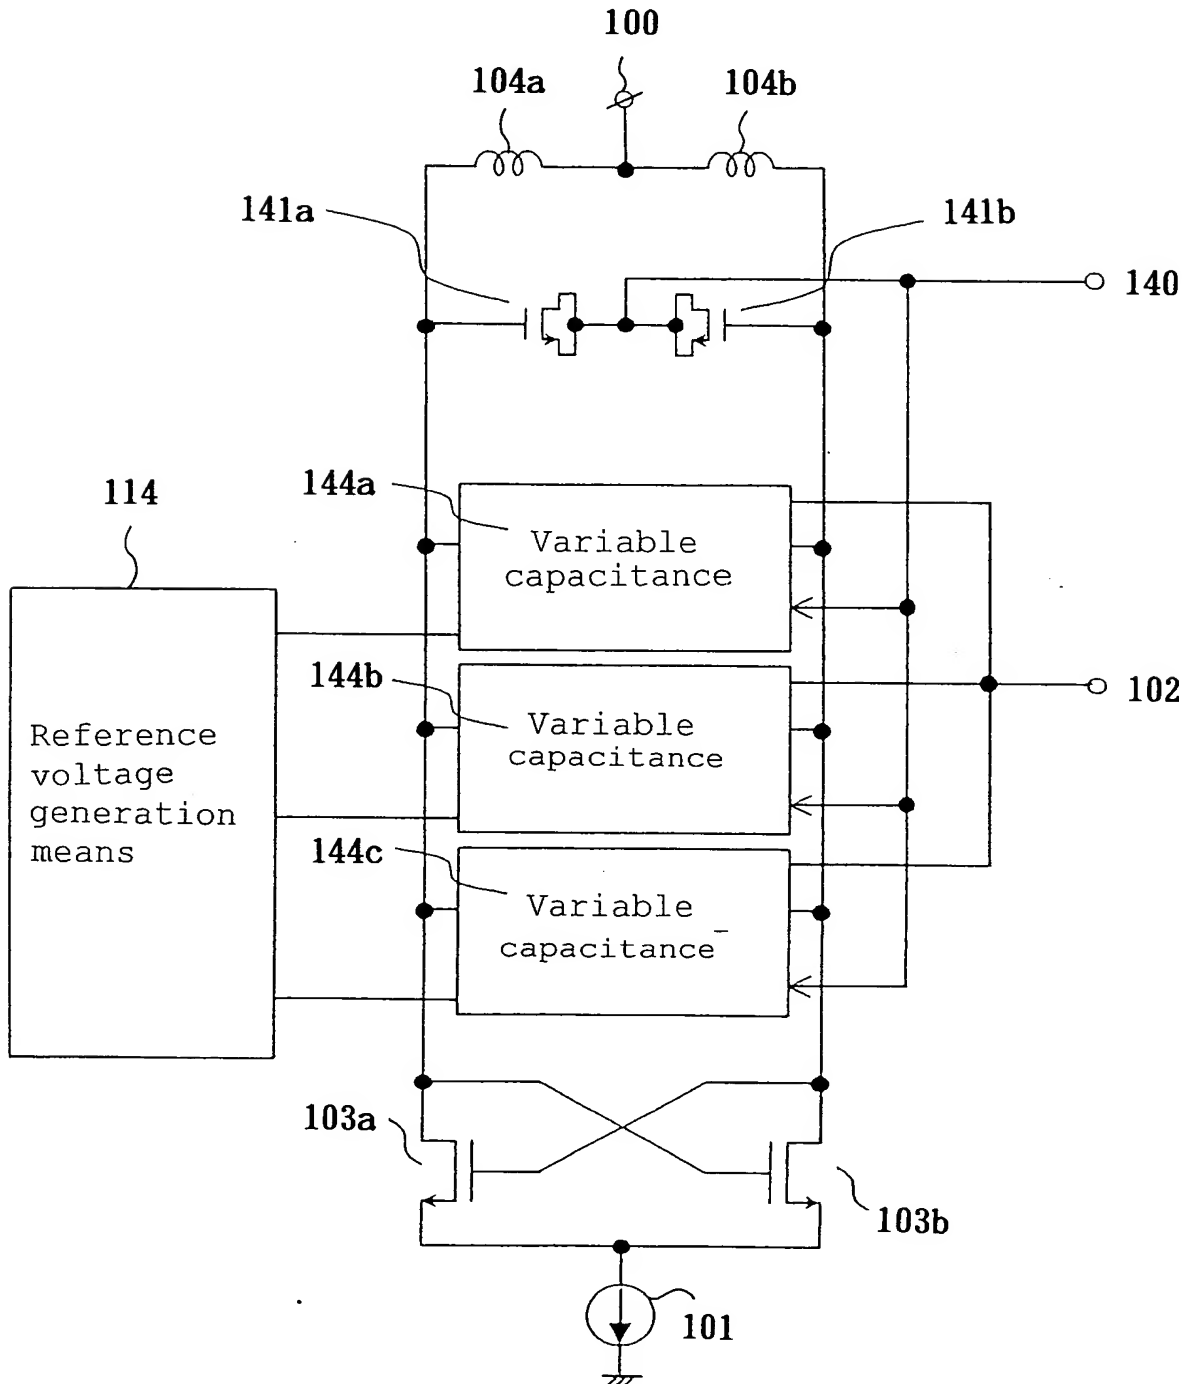 100
104a
104b
141a
141b
140
144a
Variable
capacitance
114
144b
Variable
capacitance
102
Reference
voltage
generation
means
144c
Variable
capacitance
103a
103b
101